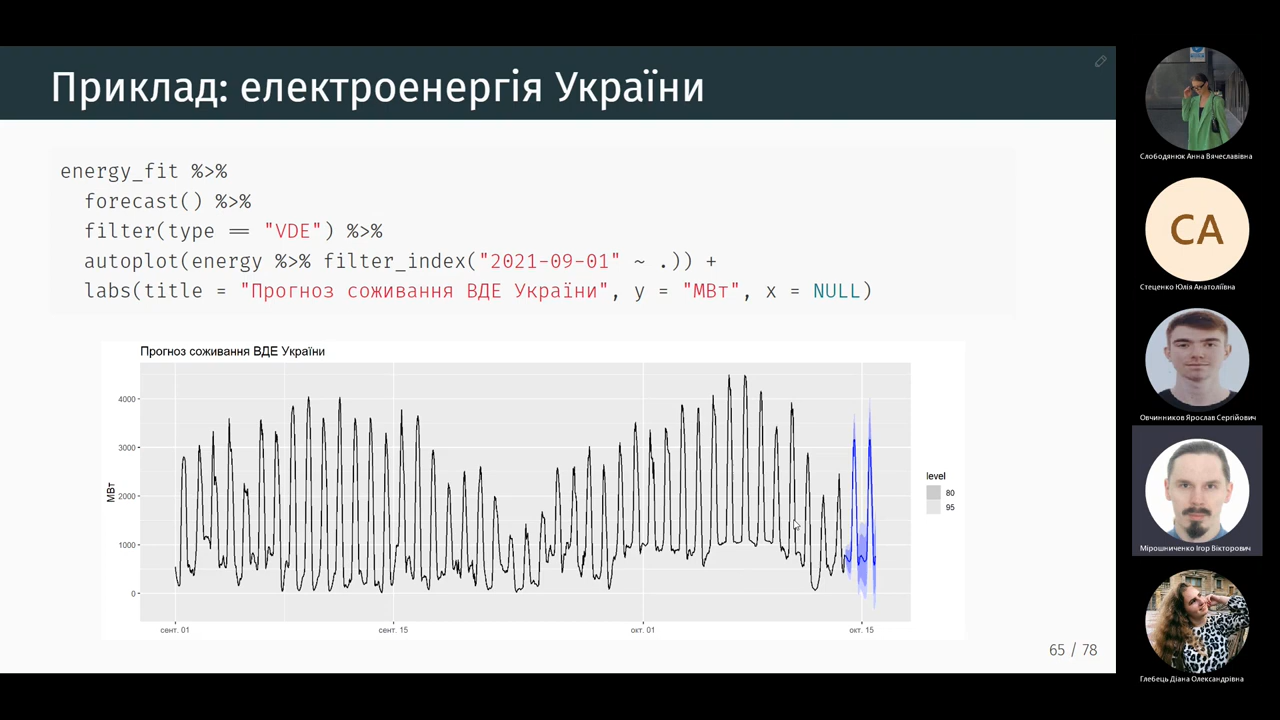 Приклад: електроенергія України
energy_fit %>%
forecast() %>%
filter(type == "VDE") %>%
autoplot(energy %>% filter_index("2021-09-01" ~ .)) +
labs(title = "Прогноз соживання ВДЕ України", y = "МВт", x = NULL)
Прогноз соживання ВДЕ України
МВт
4000
3000
2000
1000
0
сент. 01
сент. 15
окт. 01
окт. 15
level
80
95
65 / 78
Слободянюк Анна Вячеславівна
СА
Стеценко Юлія Анатоліївна
Овчинников Ярослав Сергійович
Мірошниченко Ігор Вікторович
Глебець Діана Олександрівна